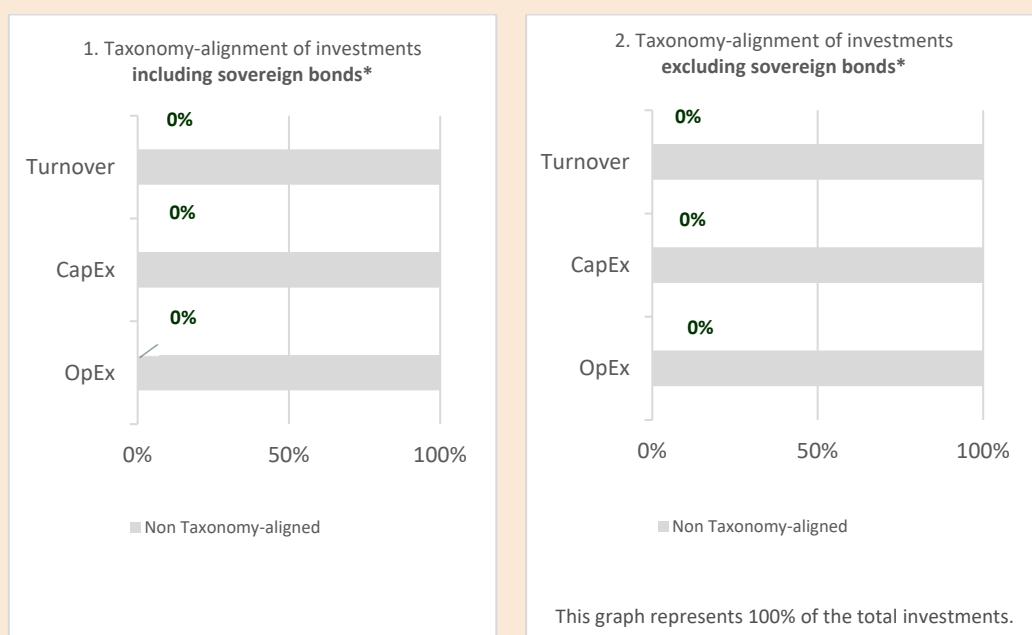 1. Taxonomy-alignment of investments
including sovereign bonds*
0%
Turnover
0%
CapEx
0%
OpEx
0% 50% 100%
Non Taxonomy-aligned
2. Taxonomy-alignment of investments
excluding sovereign bonds*
0%
Turnover
0%
CapEx
0%
OpEx
0% 50% 100%
Non Taxonomy-aligned
This graph represents 100% of the total investments.